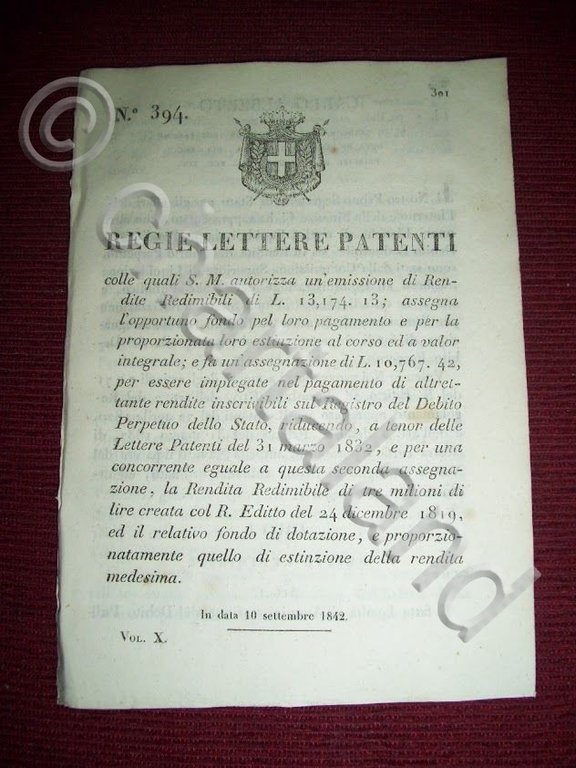 N.º 394.
301
REGIE LETTERE PATENTI
colle quali S. M. autorizza un'emissione di Ren-
dite Redimibili di L. 13,174. 13; assegna
l'opportuno fondo pel loro pagamento e per la
proporzionata loro estinzione al corso ed a valor
integrale; e fa un'assegnazione di L. 10,767. 42,
per essere impiegate nel pagamento di altret-
tante rendite inscrivibili sul Registro del Debito
Perpetuo dello Stato, riducendo, a tenor delle
Lettere Patenti del 31 marzo 1832, e per una
concorrente eguale a questa seconda assegna-
zione, la Rendita Redimibile di tre milioni di
lire creata col R. Editto del 24 dicembre 1819,
ed il relativo fondo di dotazione, e proporzio-
natamente quello di estinzione della rendita
medesima.
In data 10 settembre 1842.
VOL. X.
© Cartaland